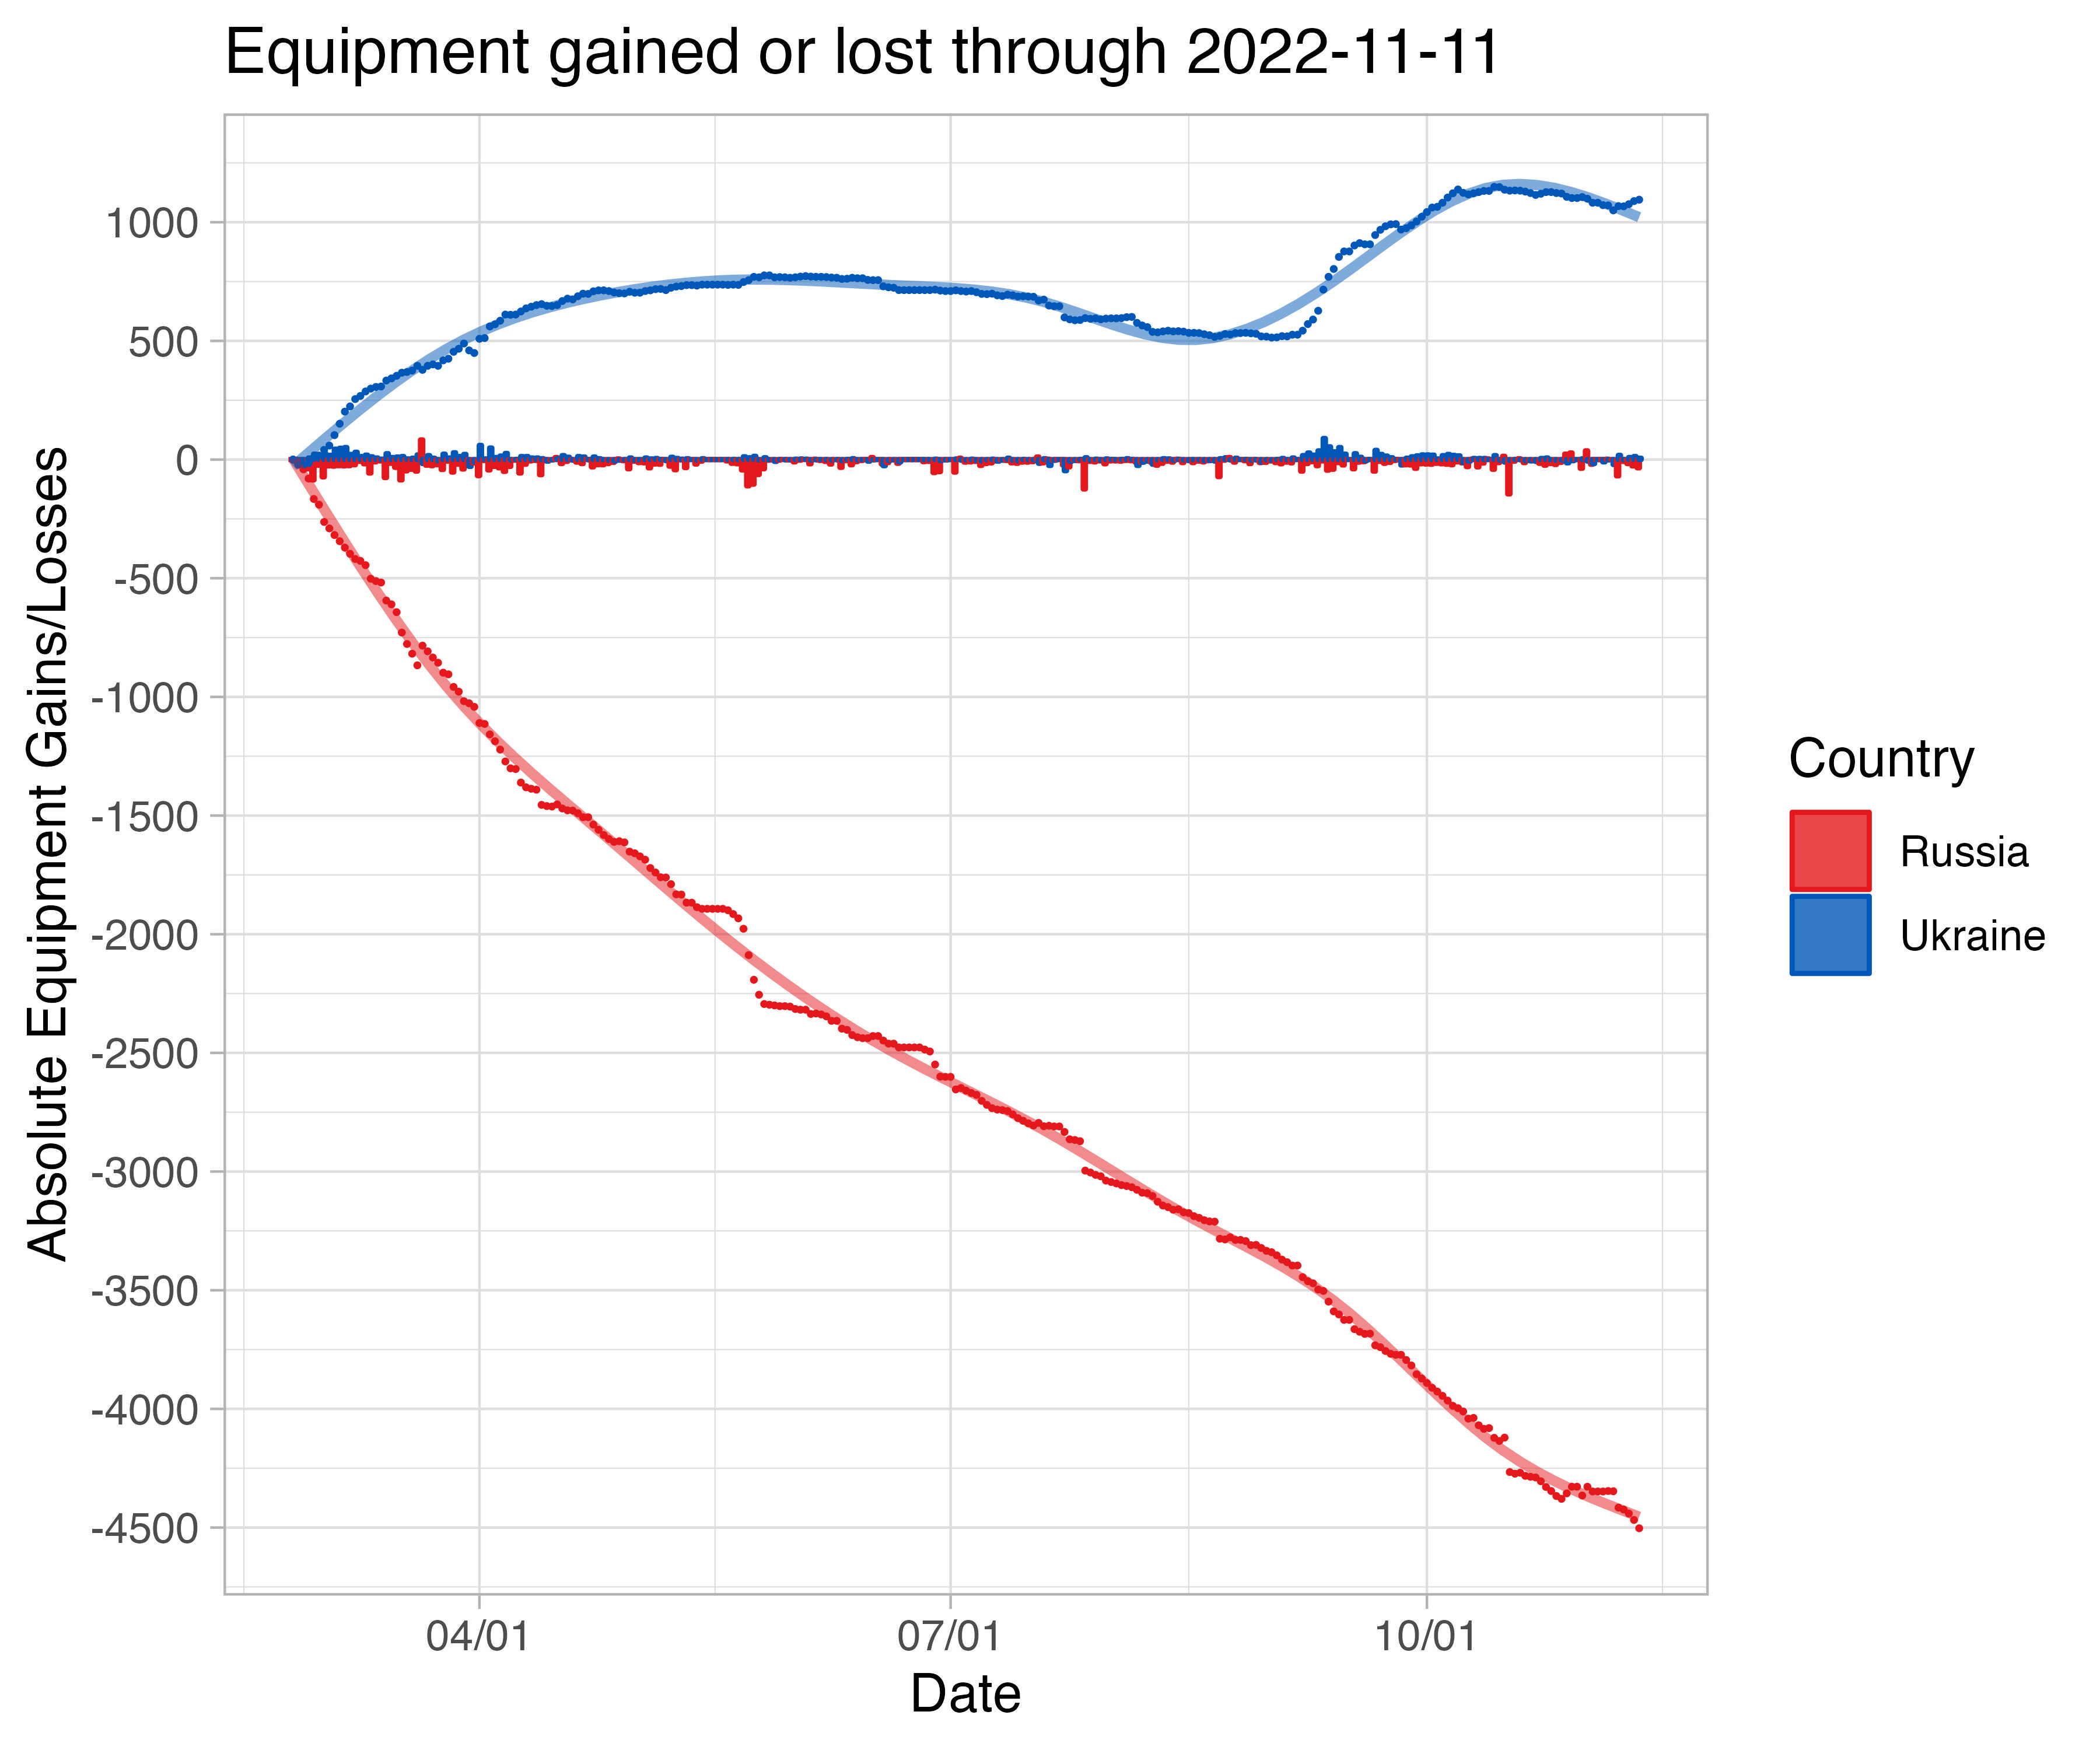 Equipment gained or lost through 2022-11-11
Absolute Equipment Gains/Losses
1000
500
0
-500
-1000
-1500
-2000
-2500
-3000
-3500
-4000
-4500
04/01
07/01
10/01
Date
Country
Russia
Ukraine